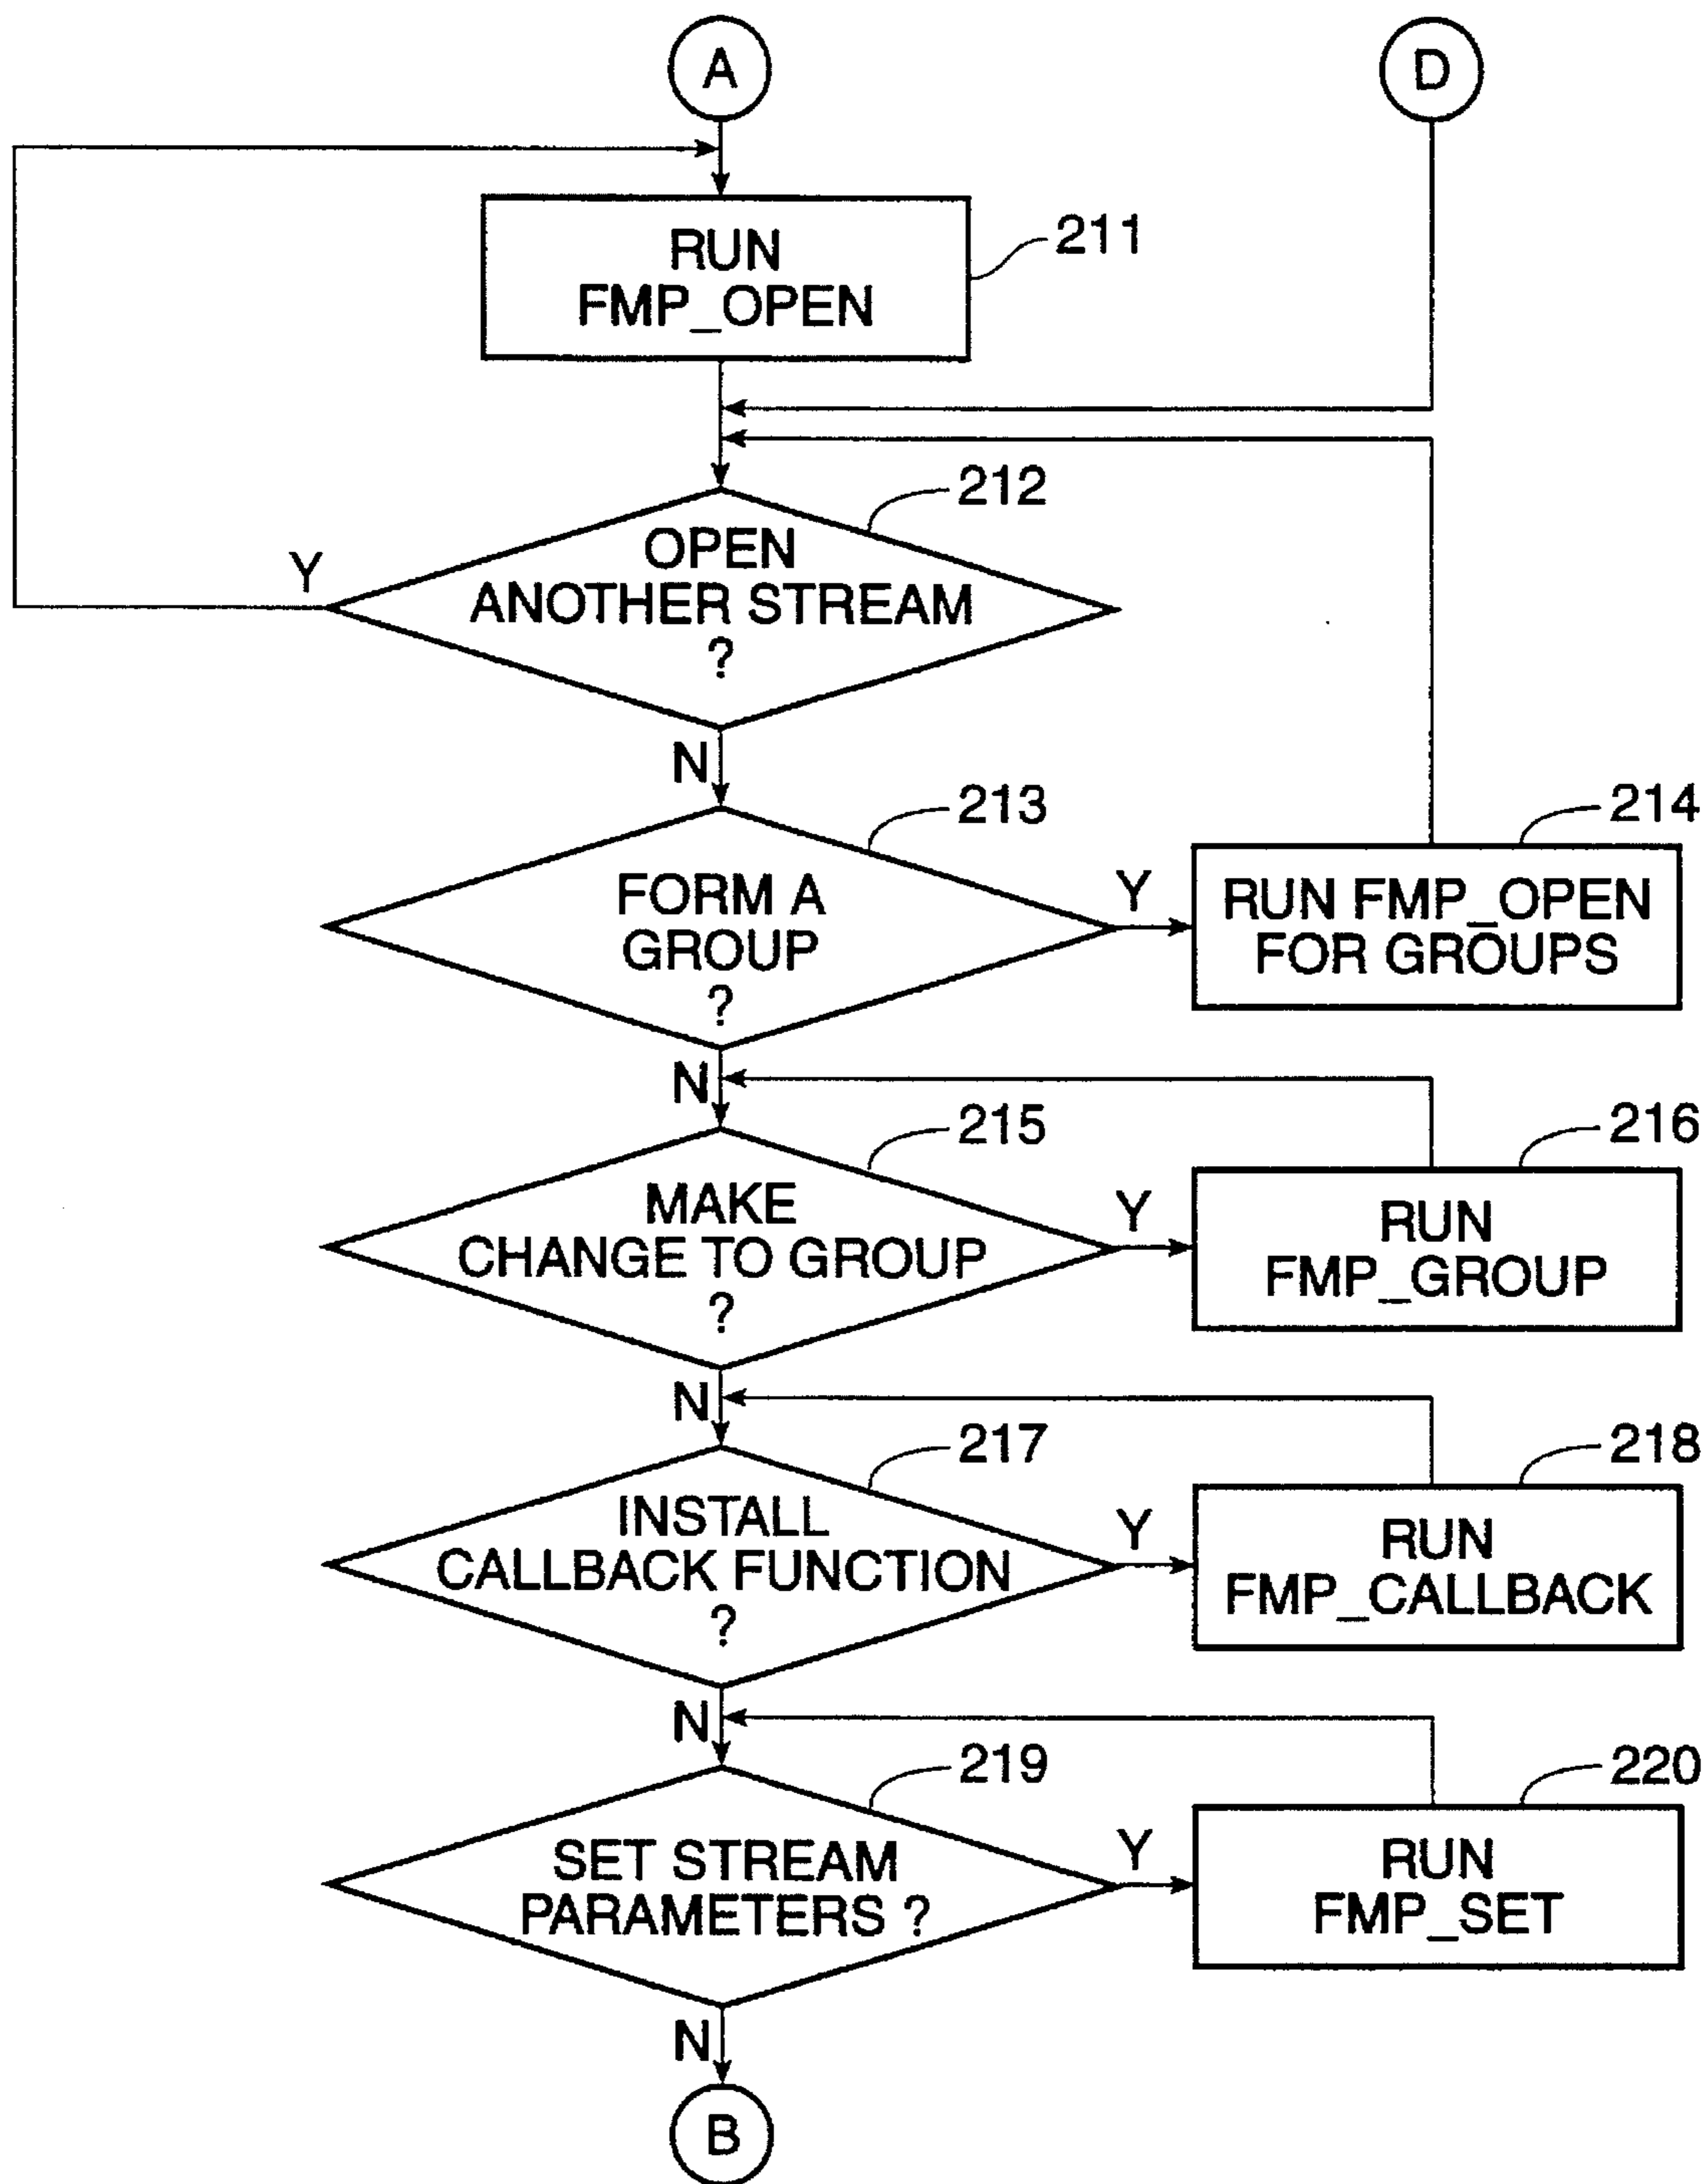 A
D
RUN
FMP_OPEN
211
212
OPEN
ANOTHER STREAM
?
Y
N
213
FORM A
GROUP
?
Y
214
RUN FMP_OPEN
FOR GROUPS
N
215
MAKE
CHANGE TO GROUP
?
Y
216
RUN
FMP_GROUP
N
217
INSTALL
CALLBACK FUNCTION
?
Y
218
RUN
FMP_CALLBACK
N
219
SET STREAM
PARAMETERS ?
Y
220
RUN
FMP_SET
N
B